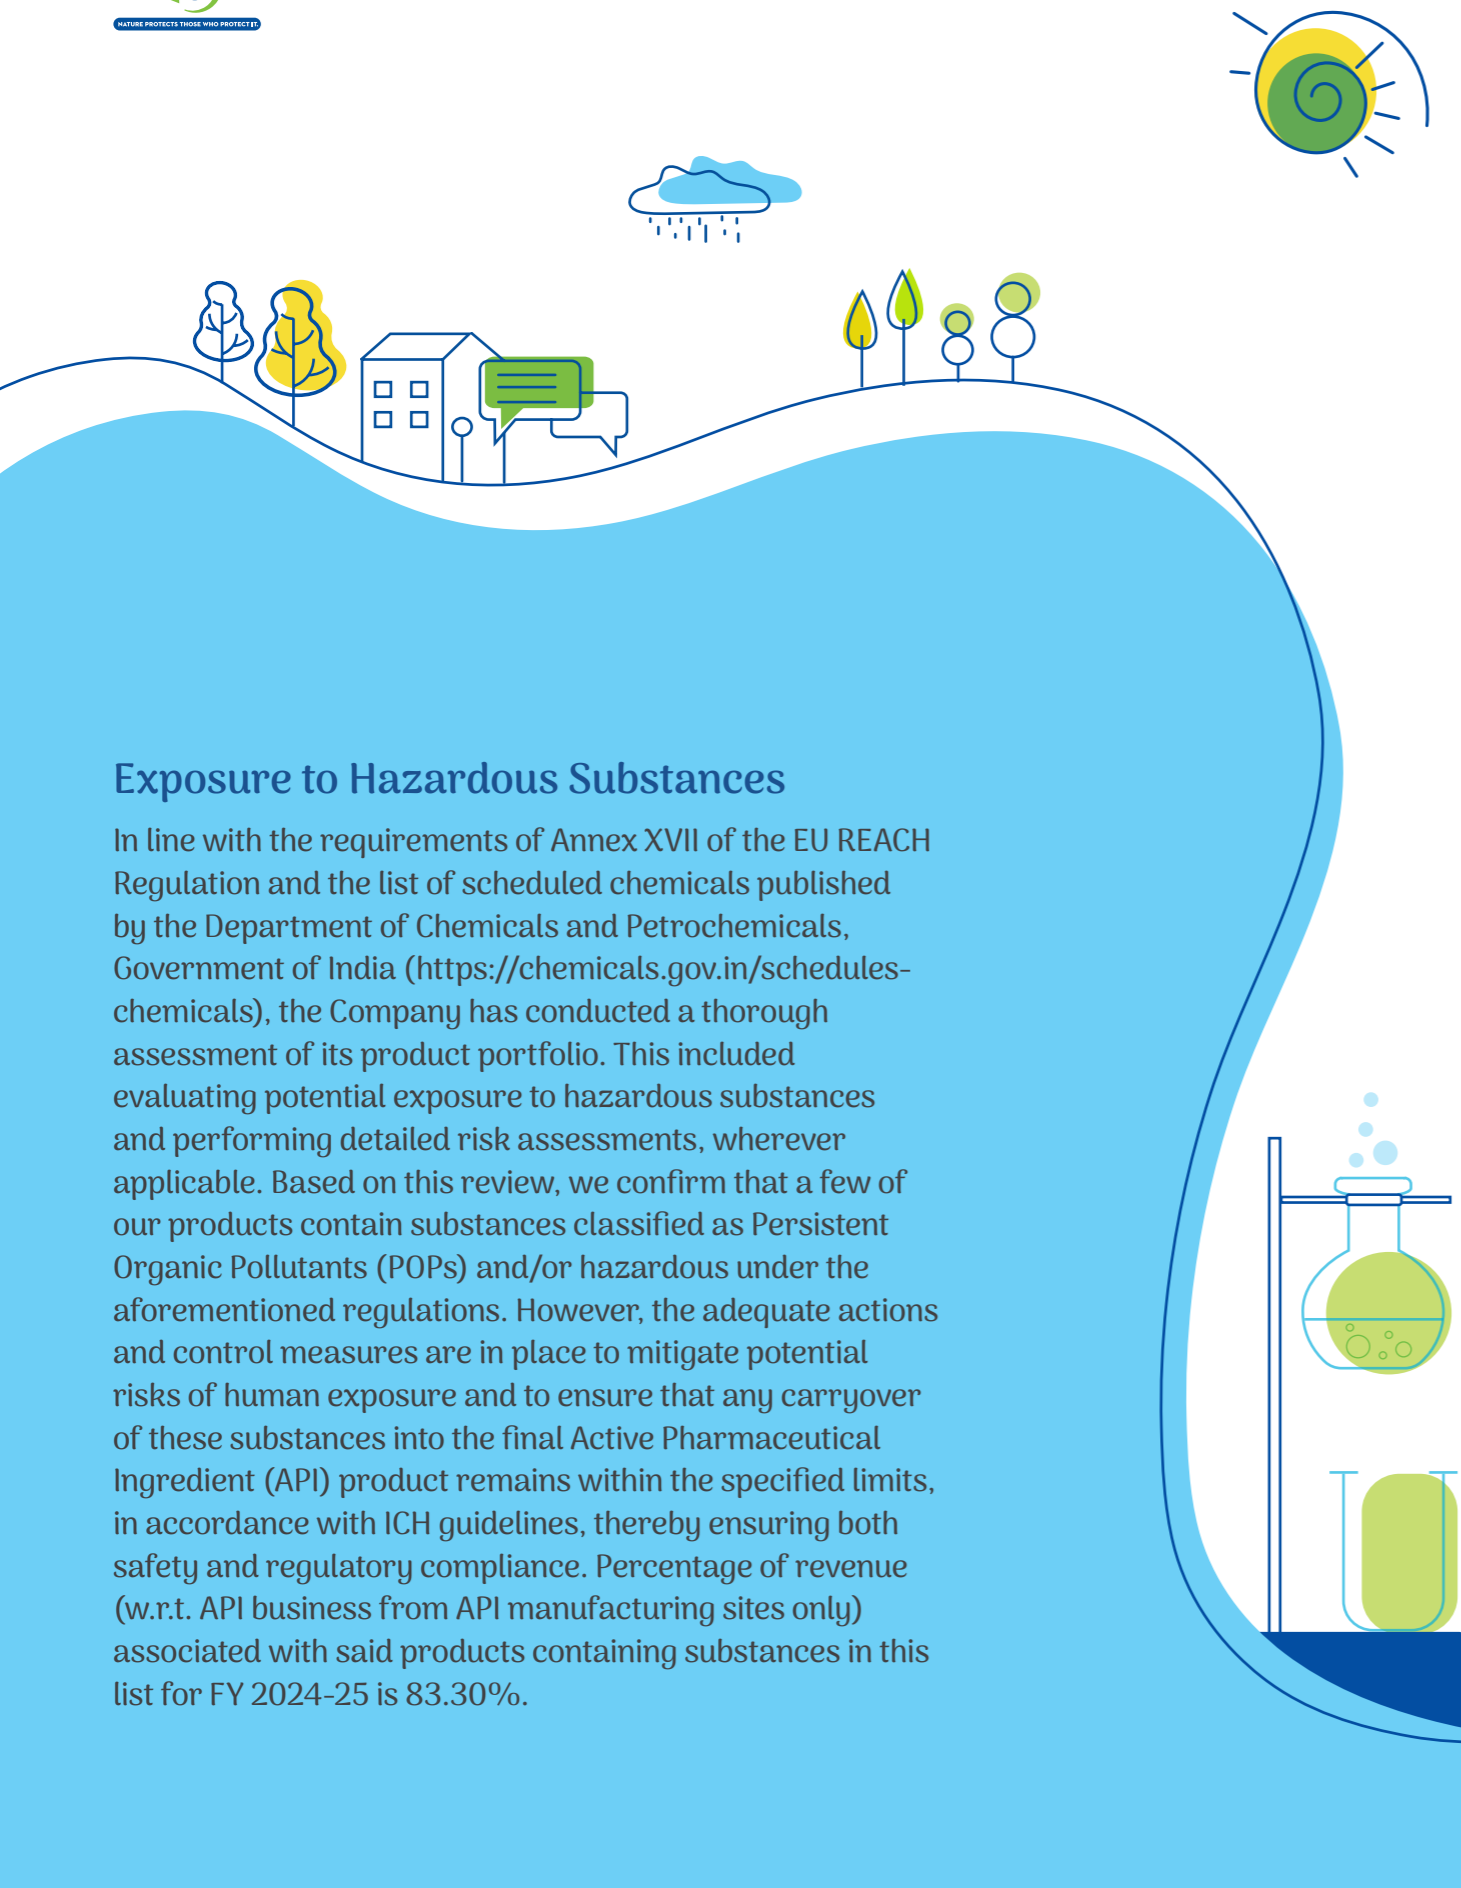 NATURE PROTECTS THOSE WHO PROTECT IT.
Exposure to Hazardous Substances
In line with the requirements of Annex XVII of the EU REACH
Regulation and the list of scheduled chemicals published
by the Department of Chemicals and Petrochemicals,
Government of India (https://chemicals.gov.in/schedules-
chemicals), the Company has conducted a thorough
assessment of its product portfolio. This included
evaluating potential exposure to hazardous substances
and performing detailed risk assessments, wherever
applicable. Based on this review, we confirm that a few of
our products contain substances classified as Persistent
Organic Pollutants (POPs) and/or hazardous under the
aforementioned regulations. However, the adequate actions
and control measures are in place to mitigate potential
risks of human exposure and to ensure that any carryover
of these substances into the final Active Pharmaceutical
Ingredient (API) product remains within the specified limits,
in accordance with ICH guidelines, thereby ensuring both
safety and regulatory compliance. Percentage of revenue
(w.r.t. API business from API manufacturing sites only)
associated with said products containing substances in this
list for FY 2024-25 is 83.30%.